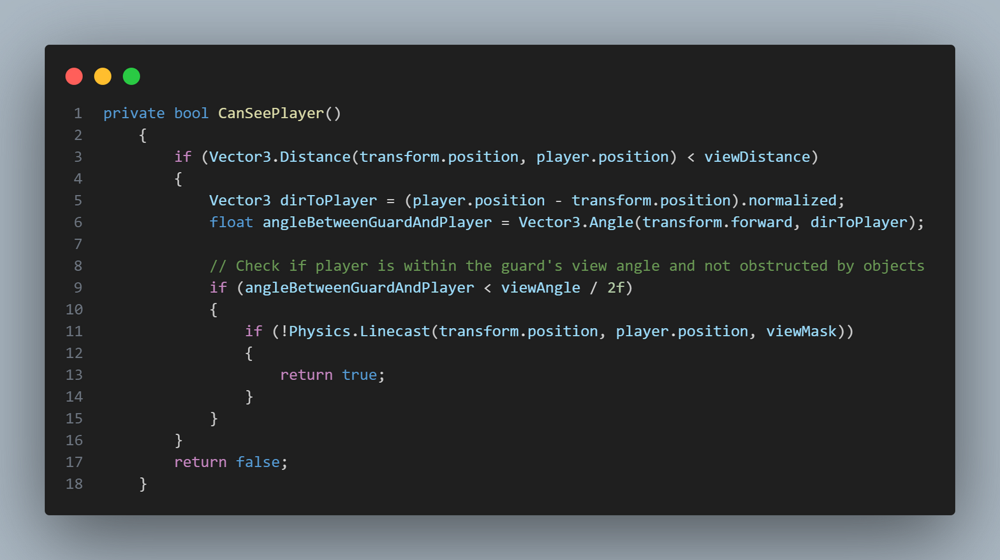 1 private bool CanSeePlayer()
2     {
3         if (Vector3.Distance(transform.position, player.position) < viewDistance)
4         {
5             Vector3 dirToPlayer = (player.position - transform.position).normalized;
6             float angleBetweenGuardAndPlayer = Vector3.Angle(transform.forward, dirToPlayer);
7
8             // Check if player is within the guard's view angle and not obstructed by objects
9             if (angleBetweenGuardAndPlayer < viewAngle / 2f)
10             {
11                 if (!Physics.Linecast(transform.position, player.position, viewMask))
12                 {
13                     return true;
14                 }
15             }
16         }
17         return false;
18     }